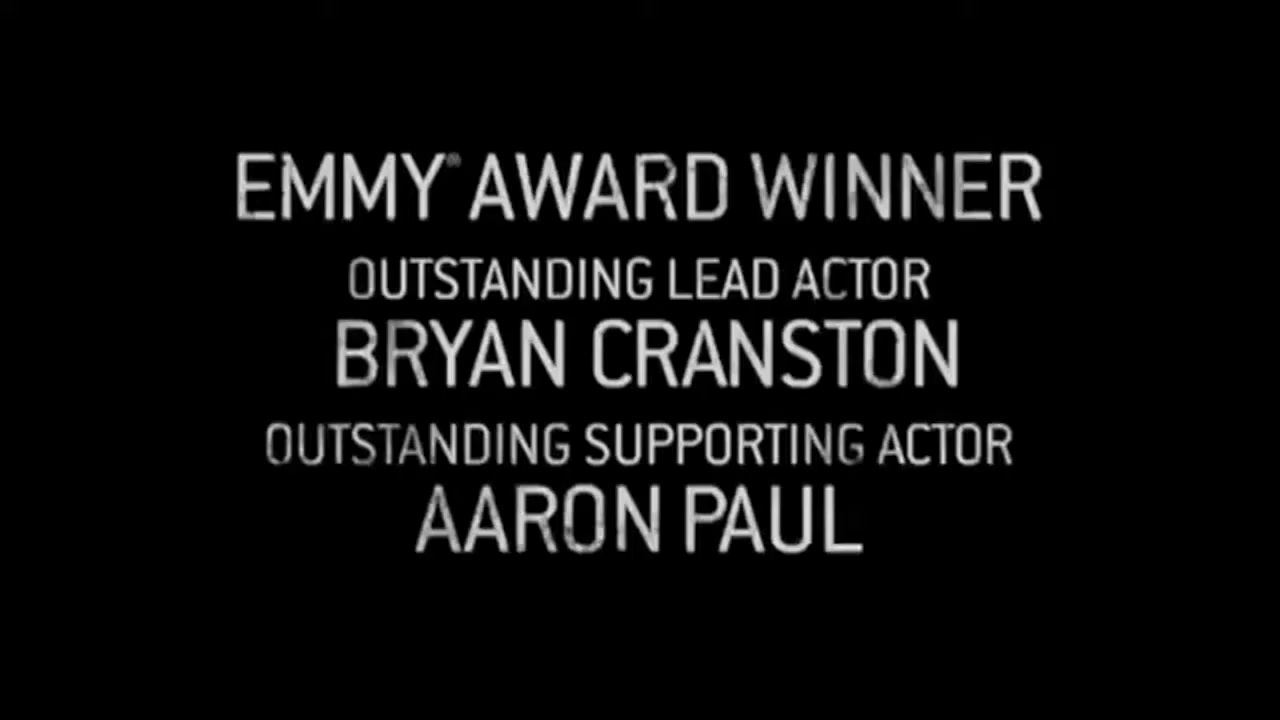 EMMY® AWARD WINNER
OUTSTANDING LEAD ACTOR
BRYAN CRANSTON
OUTSTANDING SUPPORTING ACTOR
AARON PAUL